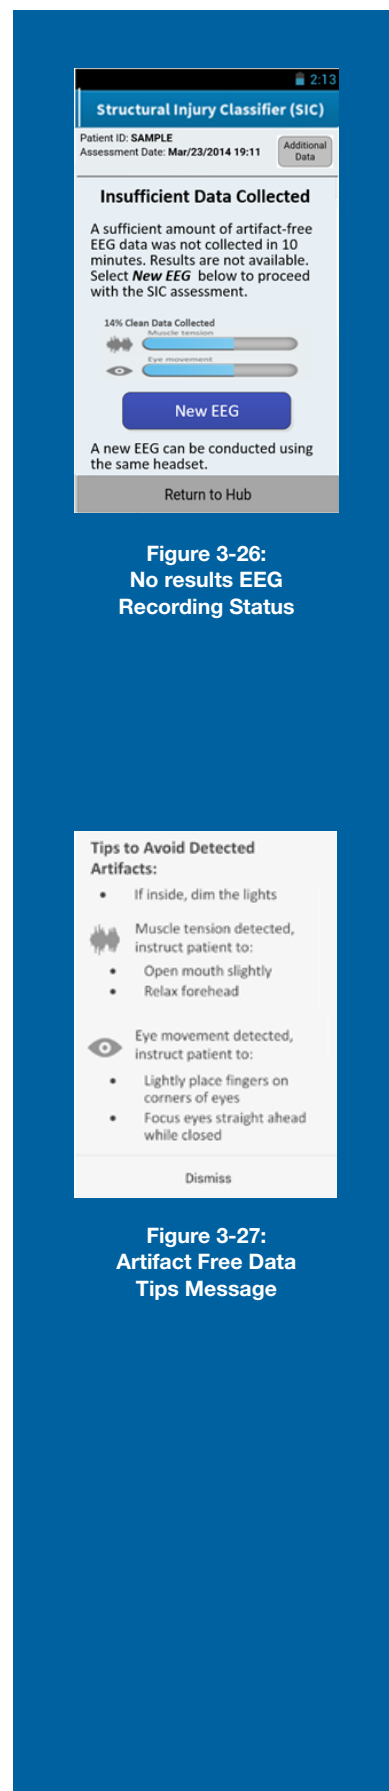 2:13
Structural Injury Classifier (SIC)
Patient ID: SAMPLE
Assessment Date: Mar/23/2014 19:11
Additional
Data
Insufficient Data Collected
A sufficient amount of artifact-free
EEG data was not collected in 10
minutes. Results are not available.
Select New EEG below to proceed
with the SIC assessment.
14% Clean Data Collected
Muscle tension
Eye movement
New EEG
A new EEG can be conducted using
the same headset.
Return to Hub
Figure 3-26:
No results EEG
Recording Status
Tips to Avoid Detected
Artifacts:
• If inside, dim the lights
Muscle tension detected,
instruct patient to:
• Open mouth slightly
• Relax forehead
Eye movement detected,
instruct patient to:
• Lightly place fingers on
corners of eyes
• Focus eyes straight ahead
while closed
Dismiss
Figure 3-27:
Artifact Free Data
Tips Message